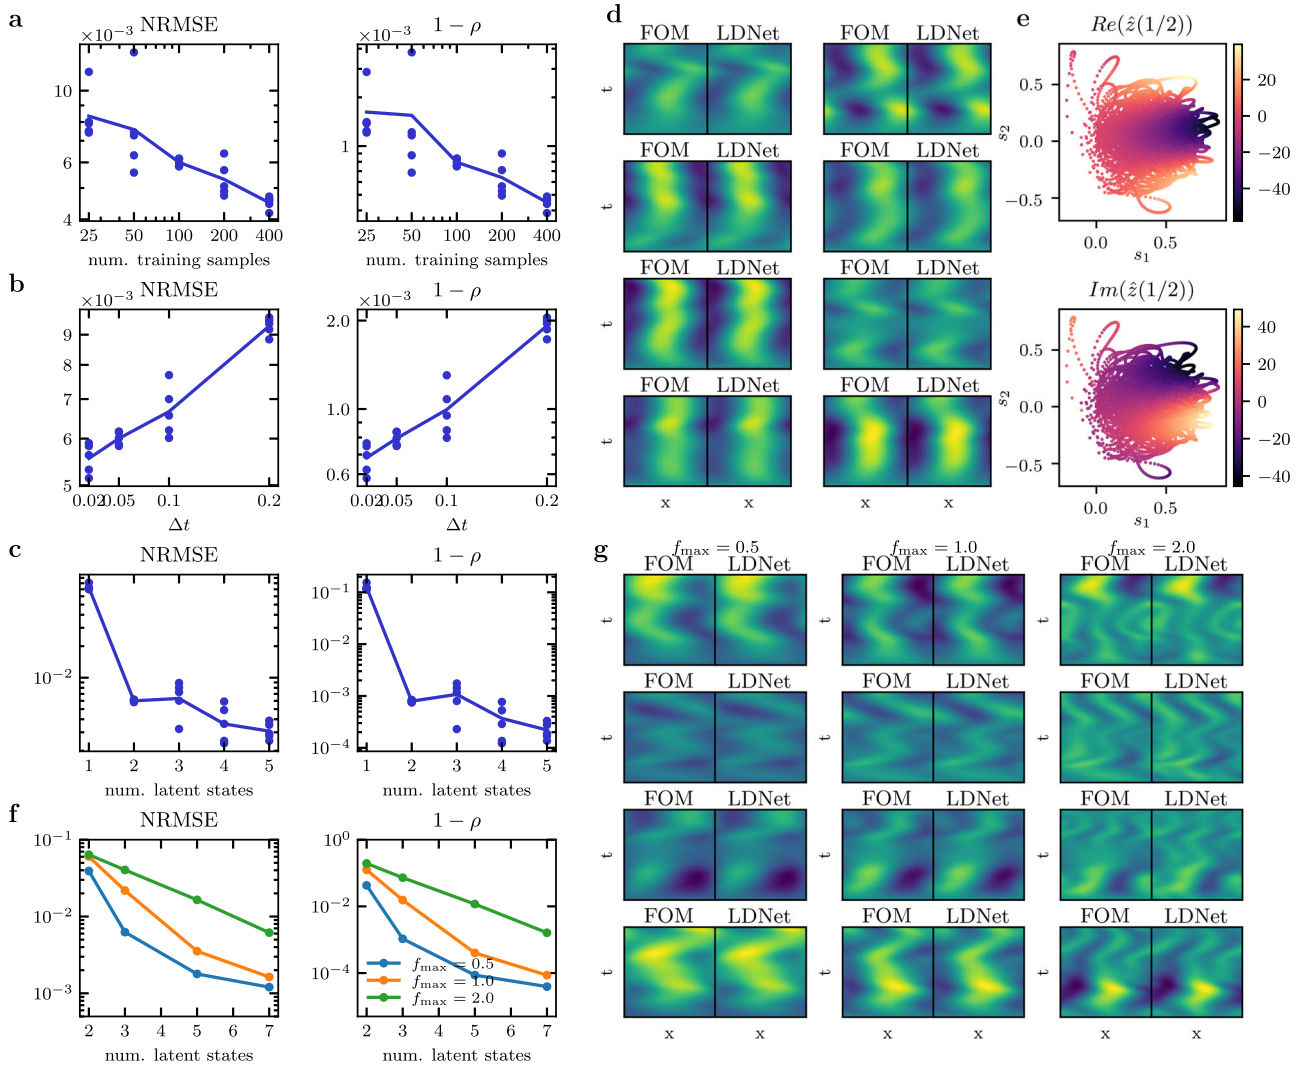 a
NRMSE
×10⁻³
10
6
4
25 50 100 200 400
num. training samples
1 − ρ
×10⁻³
1
25 50 100 200 400
num. training samples
b
NRMSE
×10⁻³
9
8
7
6
5
0.02 0.05 0.1 0.2
Δt
1 − ρ
×10⁻³
2.0
1.0
0.6
0.02 0.05 0.1 0.2
Δt
c
NRMSE
10⁻²
1 2 3 4 5
num. latent states
1 − ρ
10⁻¹
10⁻²
10⁻³
10⁻⁴
1 2 3 4 5
num. latent states
f
NRMSE
10⁻¹
10⁻²
10⁻³
2 3 4 5 6 7
num. latent states
1 − ρ
10⁰
10⁻²
10⁻⁴
f_max = 0.5
f_max = 1.0
f_max = 2.0
2 3 4 5 6 7
num. latent states
d
FOM LDNet FOM LDNet
t
FOM LDNet FOM LDNet
t
FOM LDNet FOM LDNet
t
FOM LDNet FOM LDNet
t
x x x x
e
Re(ẑ(1/2))
0.5
0.0
−0.5
s₂
0.0 0.5
s₁
20
0
−20
−40
Im(ẑ(1/2))
0.5
0.0
−0.5
s₂
0.0 0.5
s₁
40
20
0
−20
−40
g
f_max = 0.5 f_max = 1.0 f_max = 2.0
FOM LDNet FOM LDNet FOM LDNet
t t t
FOM LDNet FOM LDNet FOM LDNet
t t t
FOM LDNet FOM LDNet FOM LDNet
t t t
FOM LDNet FOM LDNet FOM LDNet
t t t
x x x x x x